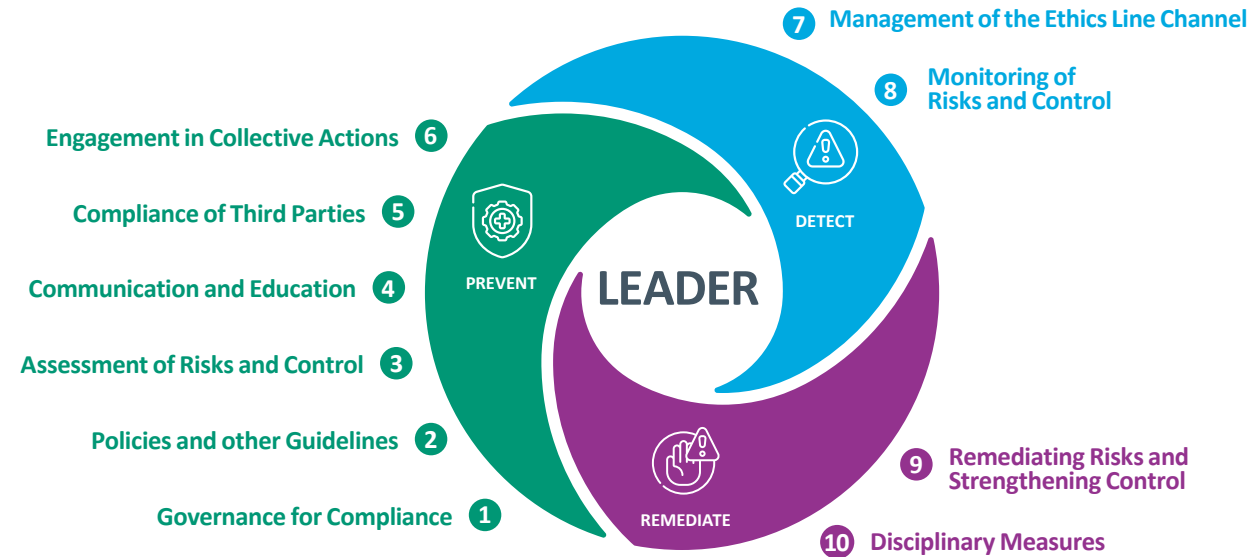 7 Management of the Ethics Line Channel
8 Monitoring of
Risks and Control
6 Engagement in Collective Actions
5 Compliance of Third Parties
4 Communication and Education
3 Assessment of Risks and Control
2 Policies and other Guidelines
1 Governance for Compliance
PREVENT
DETECT
LEADER
REMEDIATE
9 Remediating Risks and
Strengthening Control
10 Disciplinary Measures